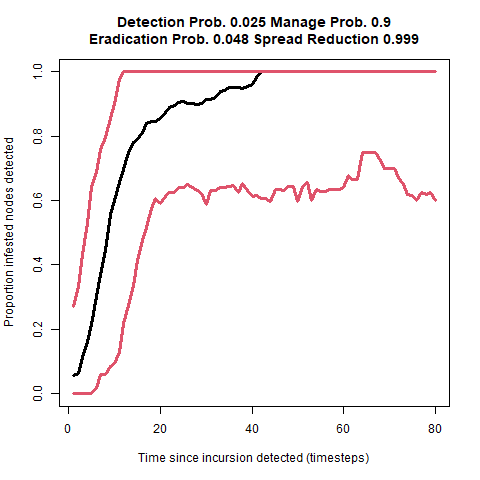 Detection Prob. 0.025 Manage Prob. 0.9
Eradication Prob. 0.048 Spread Reduction 0.999
Proportion infested nodes detected
1.0
0.8
0.6
0.4
0.2
0.0
0 20 40 60 80
Time since incursion detected (timesteps)